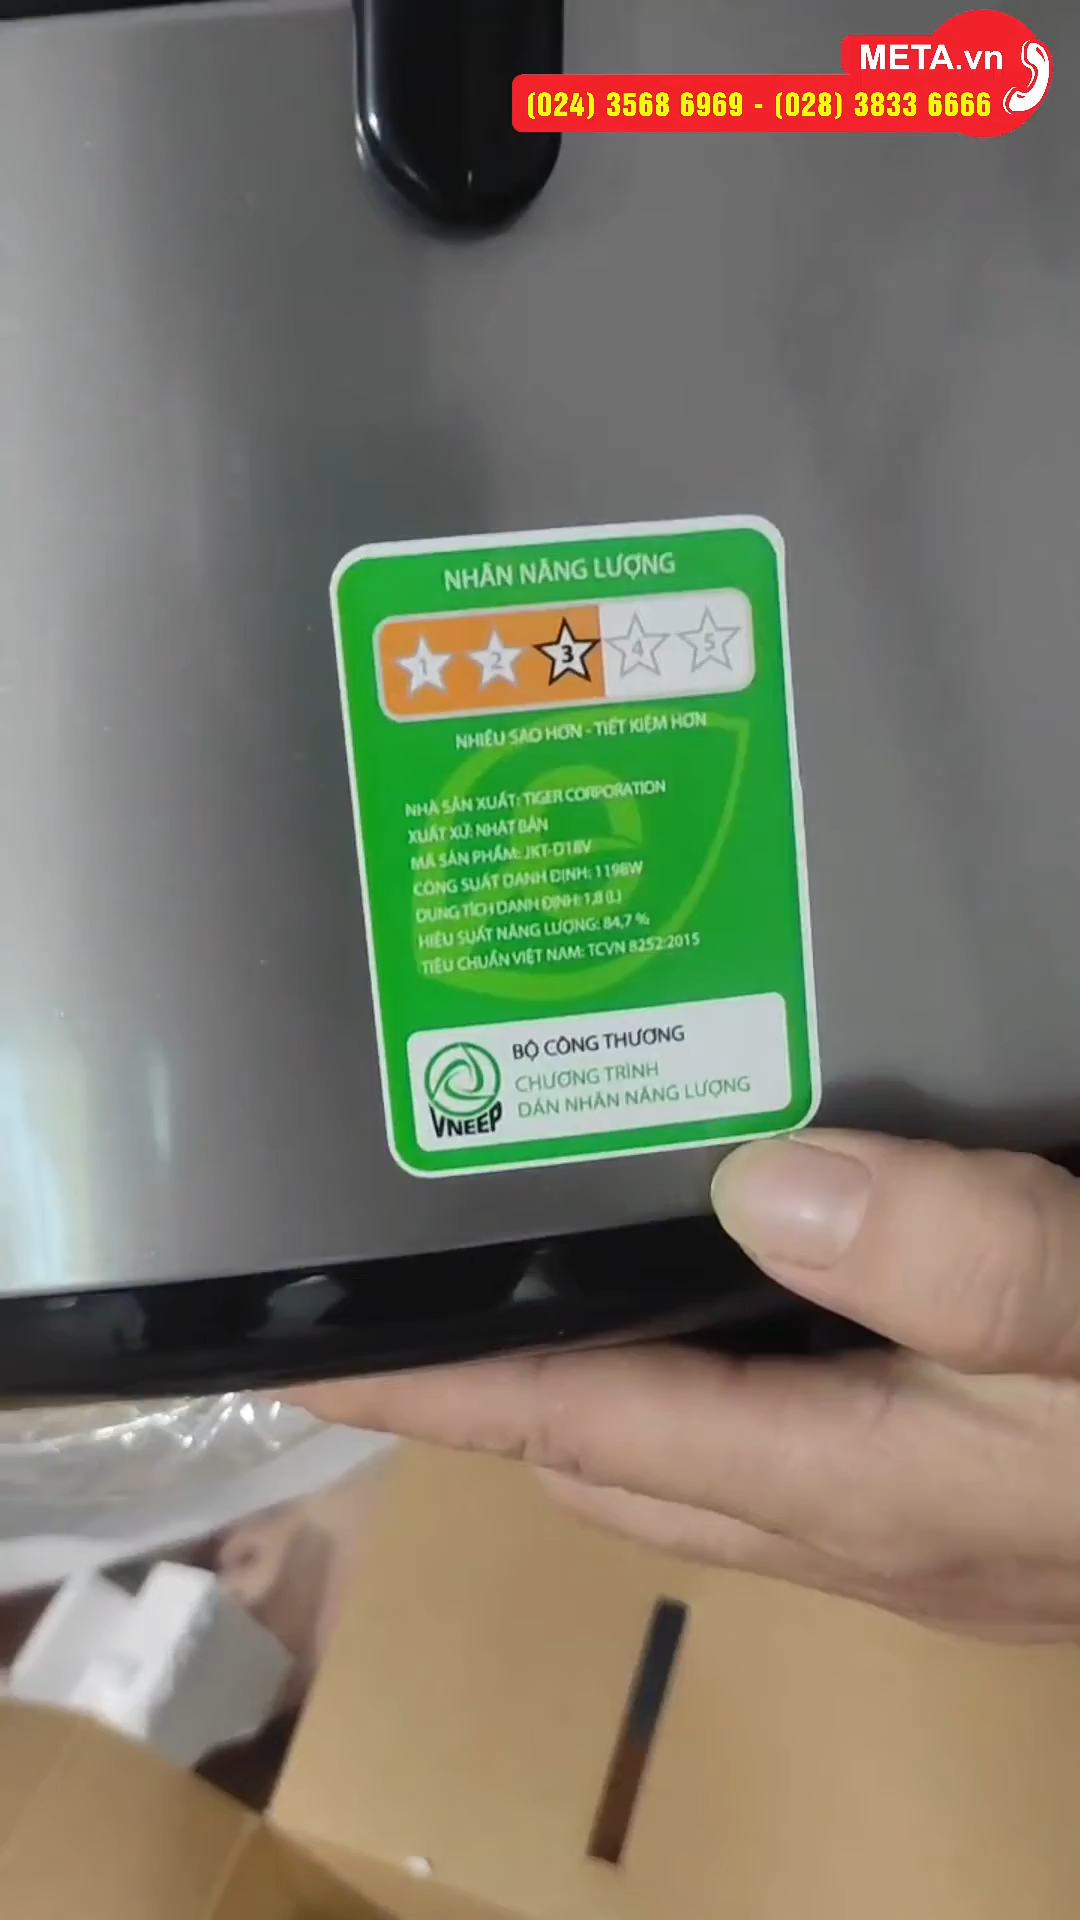 META.vn
(024) 3568 6969 - (028) 3833 6666
NHÃN NĂNG LƯỢNG
1 2 3 4 5
NHIỀU SAO HƠN - TIẾT KIỆM HƠN
NHÀ SẢN XUẤT: TIGER CORPORATION
XUẤT XỨ: NHẬT BẢN
MÃ SẢN PHẨM: JKT-D18V
CÔNG SUẤT DANH ĐỊNH: 1198W
DUNG TÍCH DANH ĐỊNH: 1,8 (L)
HIỆU SUẤT NĂNG LƯỢNG: 84,7 %
TIÊU CHUẨN VIỆT NAM: TCVN 8252:2015
BỘ CÔNG THƯƠNG
CHƯƠNG TRÌNH
DÁN NHÃN NĂNG LƯỢNG
VNEEP